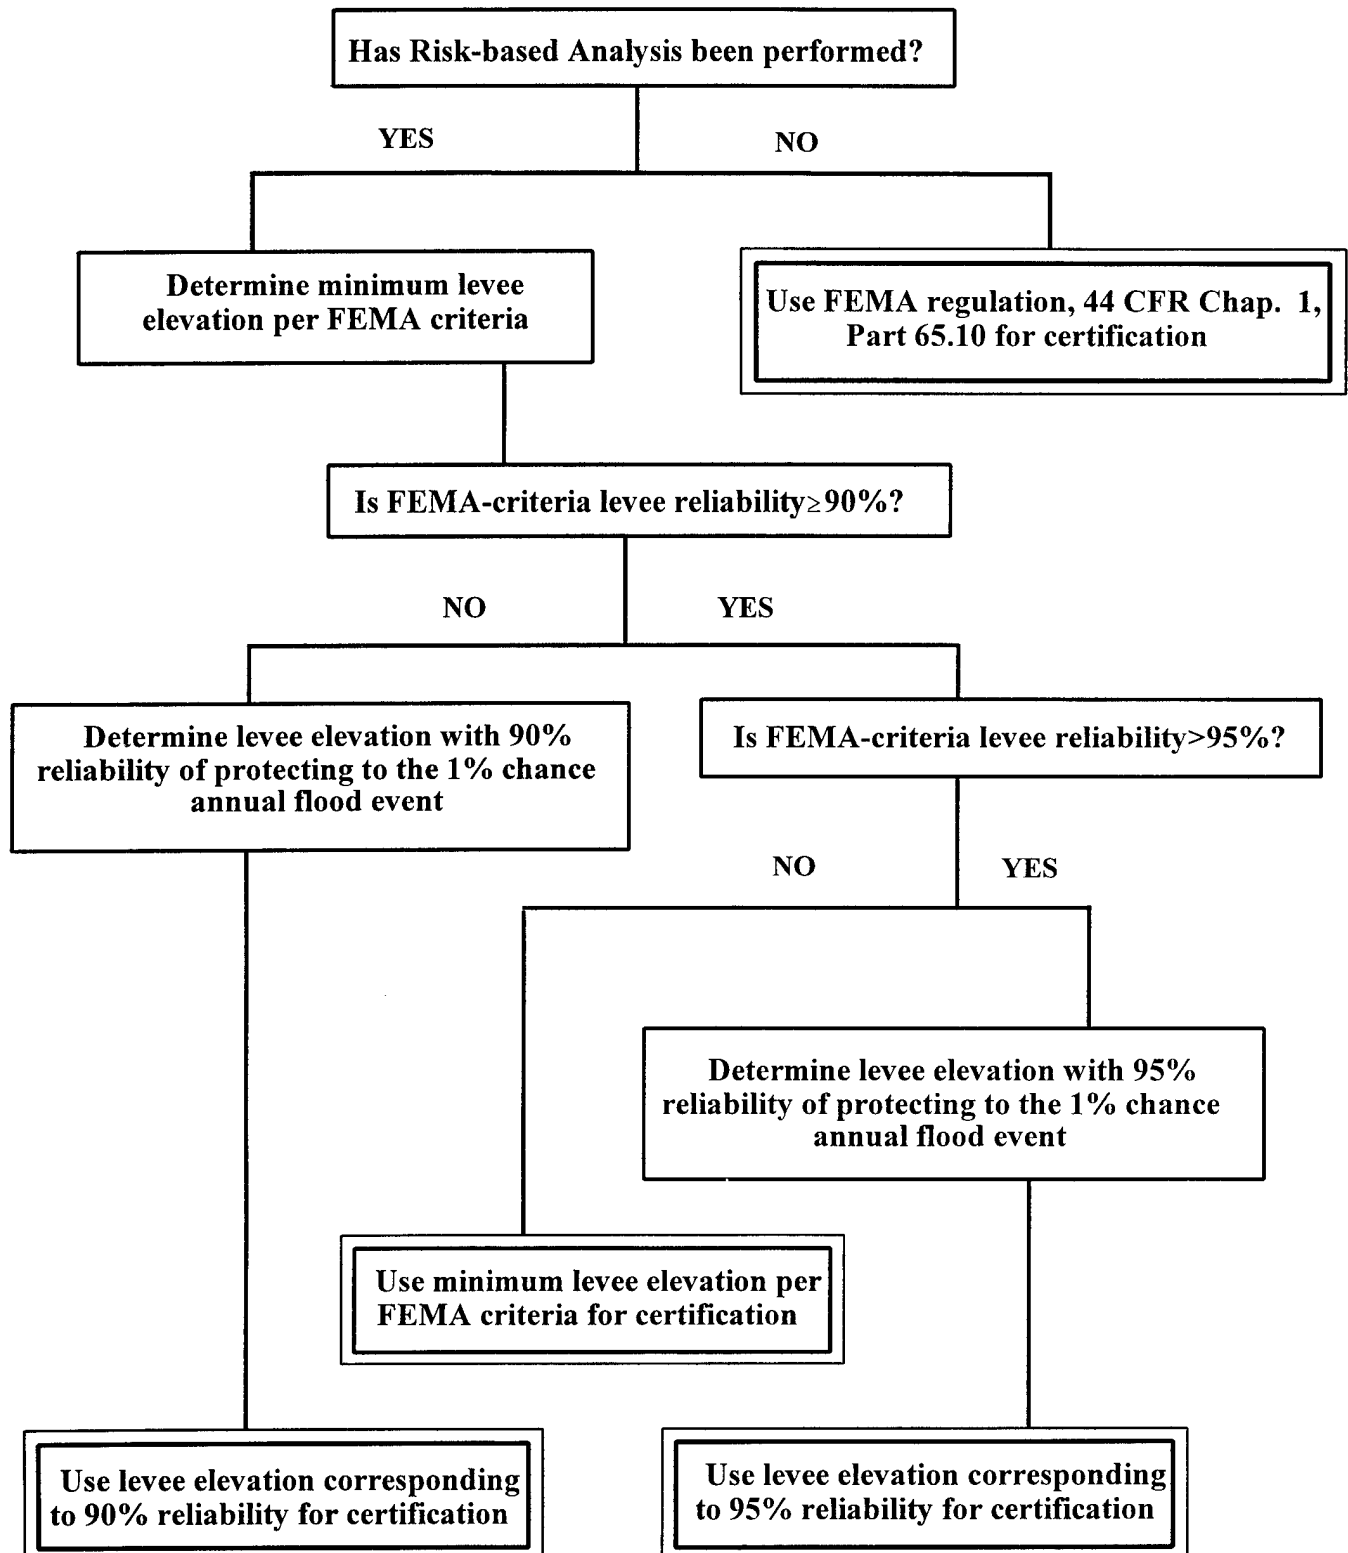 Has Risk-based Analysis been performed?
YES
NO
Determine minimum levee
elevation per FEMA criteria
Use FEMA regulation, 44 CFR Chap. 1,
Part 65.10 for certification
Is FEMA-criteria levee reliability≥90%?
NO
YES
Determine levee elevation with 90%
reliability of protecting to the 1% chance
annual flood event
Is FEMA-criteria levee reliability>95%?
NO
YES
Determine levee elevation with 95%
reliability of protecting to the 1% chance
annual flood event
Use minimum levee elevation per
FEMA criteria for certification
Use levee elevation corresponding
to 90% reliability for certification
Use levee elevation corresponding
to 95% reliability for certification